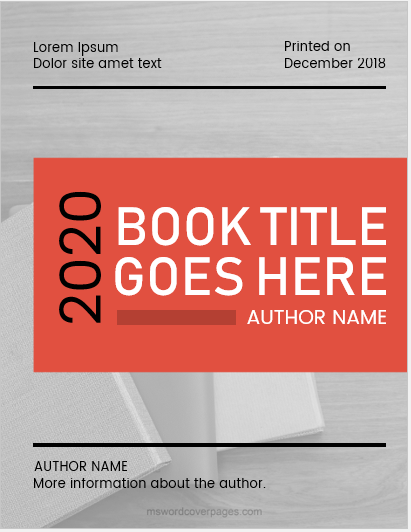 Lorem Ipsum
Dolor site amet text
Printed on
December 2018
2020
BOOK TITLE
GOES HERE
AUTHOR NAME
AUTHOR NAME
More information about the author.
mswordcoverpages.com